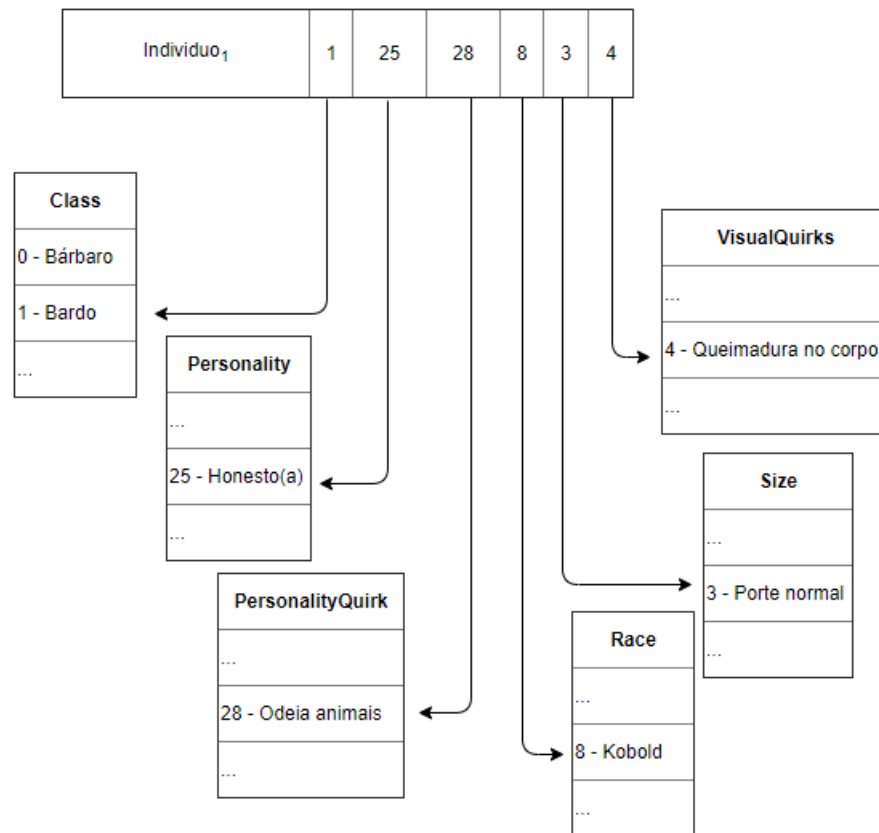 Individuo1 1 25 28 8 3 4
Class
0 - Bárbaro
1 - Bardo
...
Personality
...
25 - Honesto(a)
...
PersonalityQuirk
...
28 - Odeia animais
...
Race
...
8 - Kobold
...
Size
...
3 - Porte normal
...
VisualQuirks
...
4 - Queimadura no corpo
...